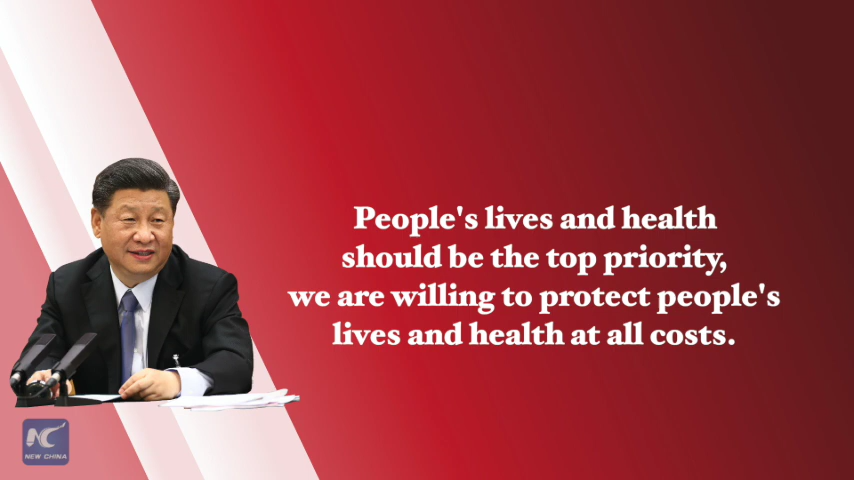 People's lives and health
should be the top priority,
we are willing to protect people's
lives and health at all costs.
NC
NEW CHINA